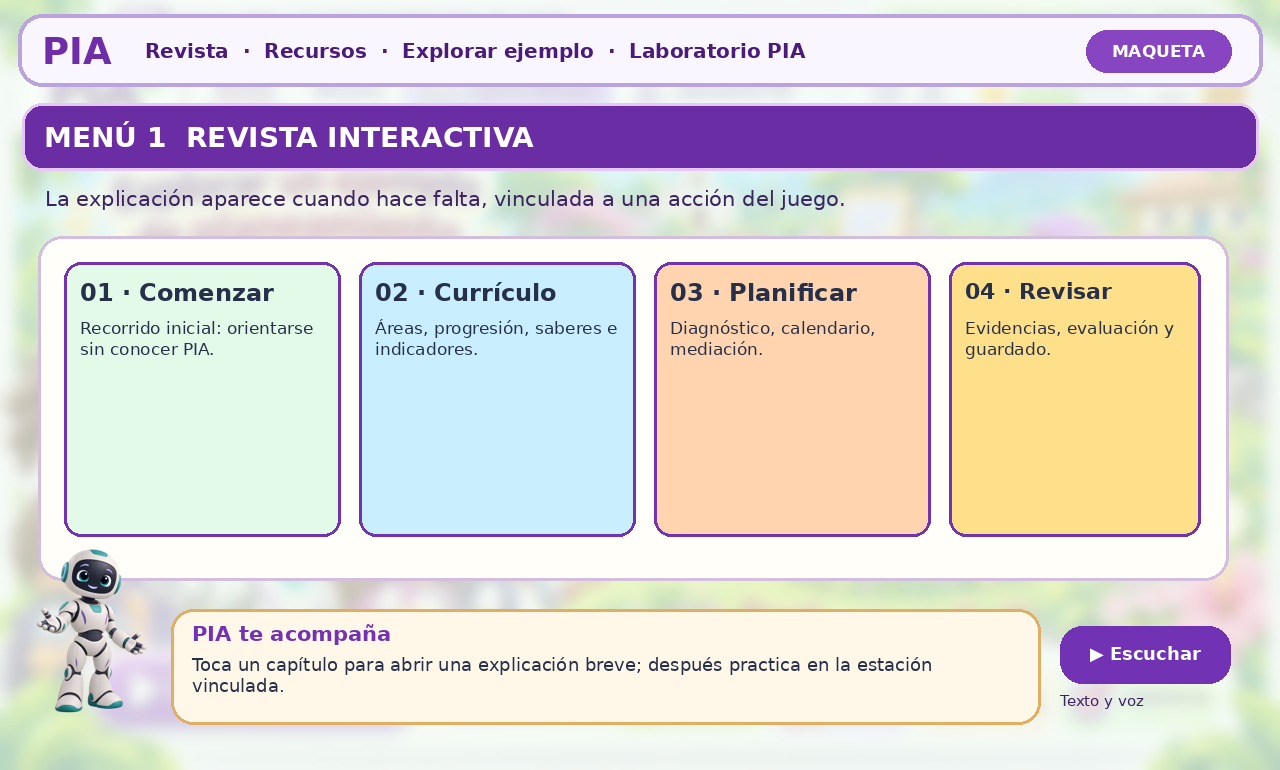 PIA
Revista · Recursos · Explorar ejemplo · Laboratorio PIA
MAQUETA
MENÚ 1 REVISTA INTERACTIVA
La explicación aparece cuando hace falta, vinculada a una acción del juego.
01 · Comenzar
Recorrido inicial: orientarse
sin conocer PIA.
02 · Currículo
Áreas, progresión, saberes e
indicadores.
03 · Planificar
Diagnóstico, calendario,
mediación.
04 · Revisar
Evidencias, evaluación y
guardado.
PIA te acompaña
Toca un capítulo para abrir una explicación breve; después practica en la estación
vinculada.
▶ Escuchar
Texto y voz